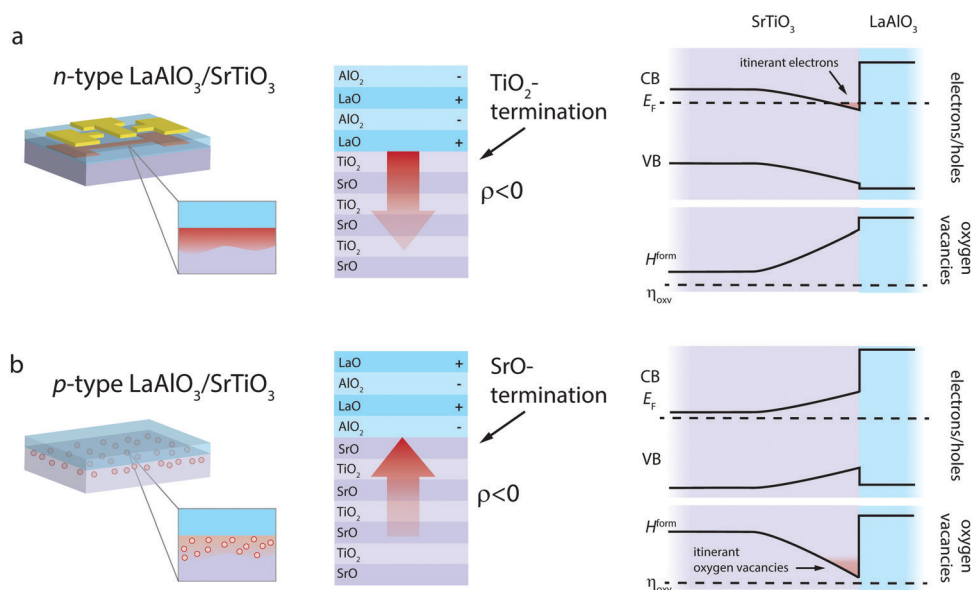 a
n-type LaAlO3/SrTiO3
AlO2 -
LaO +
AlO2 -
LaO +
TiO2
SrO
TiO2
SrO
TiO2
SrO
TiO2-
termination
ρ<0
SrTiO3
LaAlO3
CB
EF
VB
itinerant electrons
electrons/holes
Hform
ηoxv
oxygen
vacancies
b
p-type LaAlO3/SrTiO3
LaO +
AlO2 -
LaO +
AlO2 -
SrO
TiO2
SrO
TiO2
SrO
TiO2
SrO
SrO-
termination
ρ<0
CB
EF
VB
electrons/holes
Hform
itinerant
oxygen vacancies
ηoxv
oxygen
vacancies